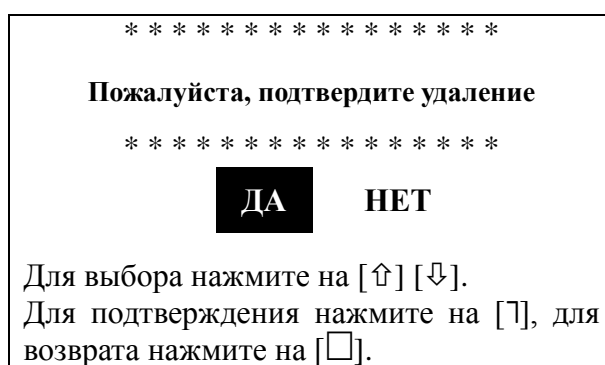 * * * * * * * * * * * * * * * *
Пожалуйста, подтвердите удаление
* * * * * * * * * * * * * * * *
ДА НЕТ
Для выбора нажмите на [⇧] [⇩].
Для подтверждения нажмите на [⅂], для
возврата нажмите на [□].